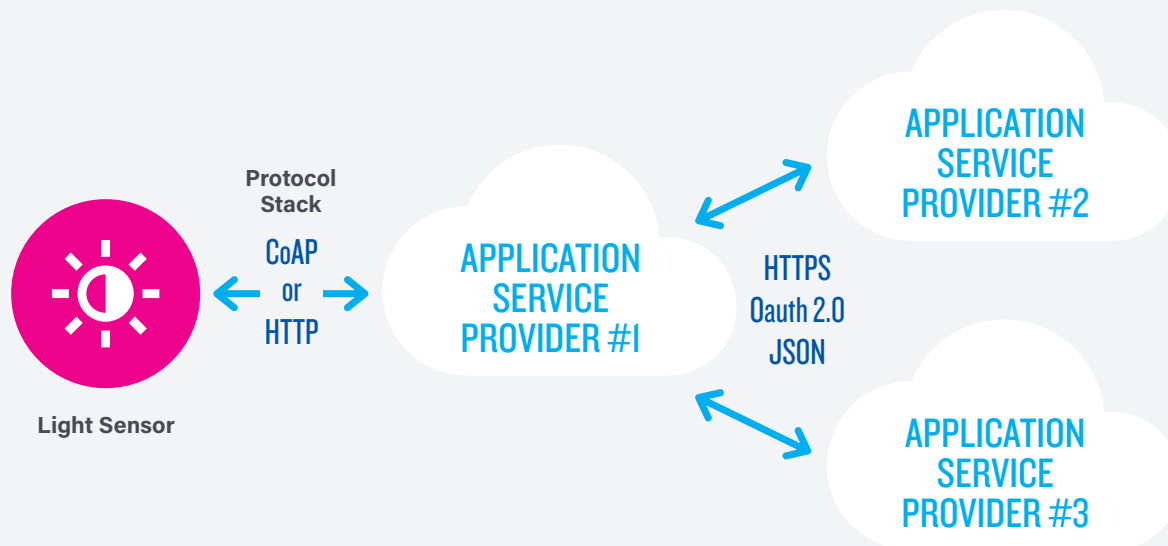 Protocol
Stack
CoAP
or
HTTP
Light Sensor
APPLICATION
SERVICE
PROVIDER #1
HTTPS
Oauth 2.0
JSON
APPLICATION
SERVICE
PROVIDER #2
APPLICATION
SERVICE
PROVIDER #3